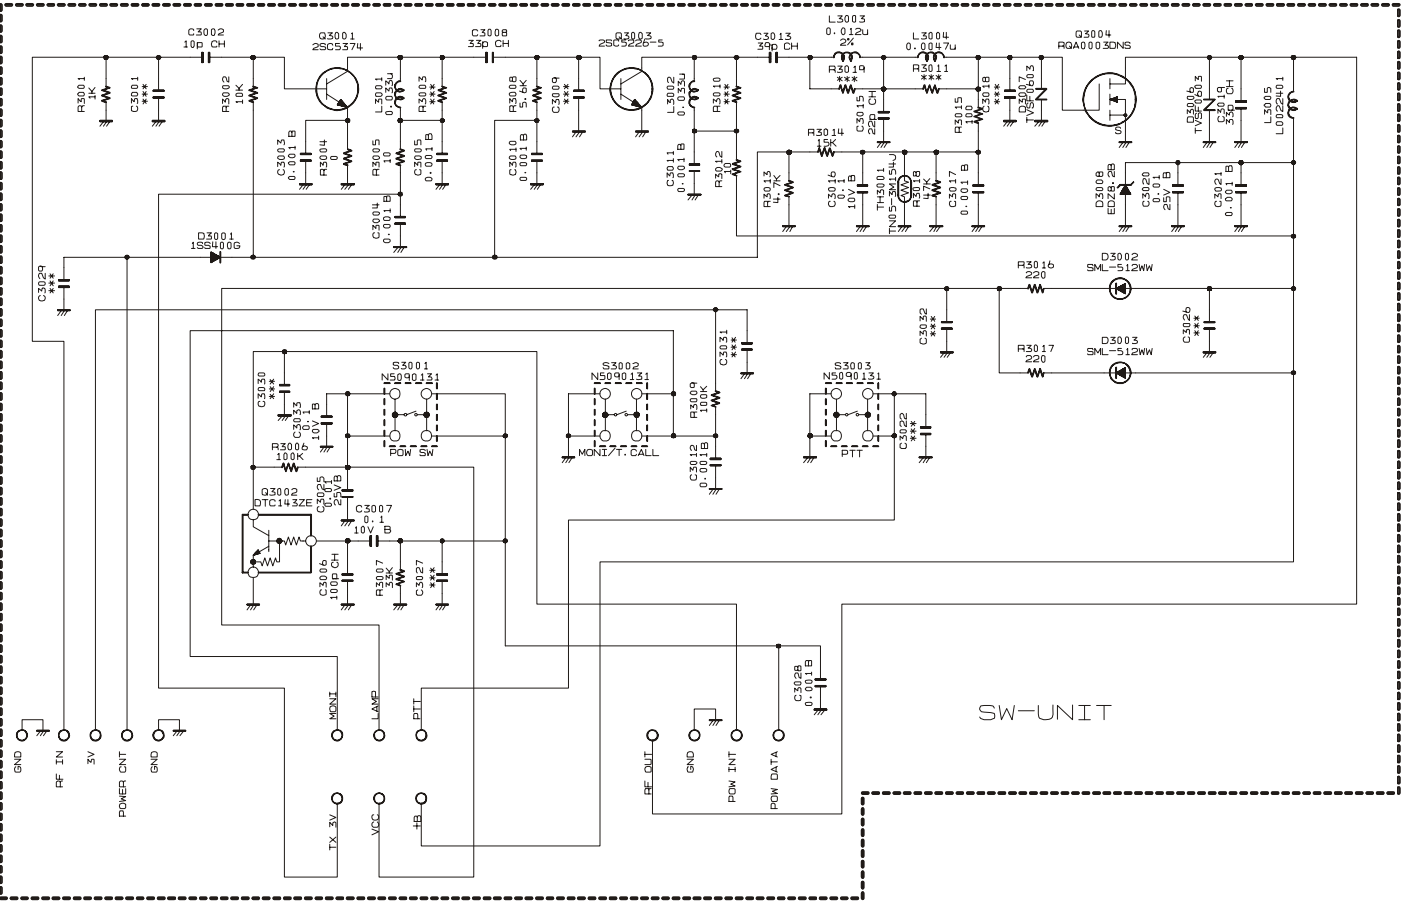 C3002
10p CH
Q3001
2SC5374
C3008
33p CH
Q3003
2SC5226-5
C3013
39p CH
L3003
0.012u
2%
L3004
0.0047u
Q3004
RQA0003DNS
R3001
1K
C3001
***
R3002
10K
L3001
0.033u
R3003
***
R3008
5.6K
C3009
***
L3002
0.033u
R3010
***
R3019
***
R3011
***
C3015
22p CH
R3015
100
C3018
***
D3007
TVSF0603
D3006
TVSF0603
C3019
33p CH
L3005
L0022401
S
C3003
0.001 B
R3004
0
R3005
10
C3005
0.001 B
C3010
0.001 B
C3011
0.001 B
R3012
10
R3014
15K
R3013
4.7K
C3016
0.1
10V B
TH3001
TN05-3M154J
R3018
47K
C3017
0.001 B
D3008
EDZ8.2B
C3020
0.01
25V B
C3021
0.001 B
C3004
0.001 B
D3001
1SS400G
C3029
***
R3016
220
D3002
SML-512WW
C3032
***
C3026
***
R3017
220
D3003
SML-512WW
C3031
***
C3030
***
C3033
0.1
10V B
S3001
N5090131
POW SW
S3002
N5090131
MONI/T.CALL
R3009
100K
C3012
0.001B
S3003
N5090131
PTT
C3022
***
R3006
100K
Q3002
DTC143ZE
C3025
0.01
25VB
C3007
0.1
10V B
C3006
100p CH
R3007
33K
C3027
***
C3028
0.001 B
SW-UNIT
GND
RF IN
3V
POWER CNT
GND
MONI
LAMP
PTT
TX 3V
VCC
+B
RF OUT
GND
POW INT
POW DATA